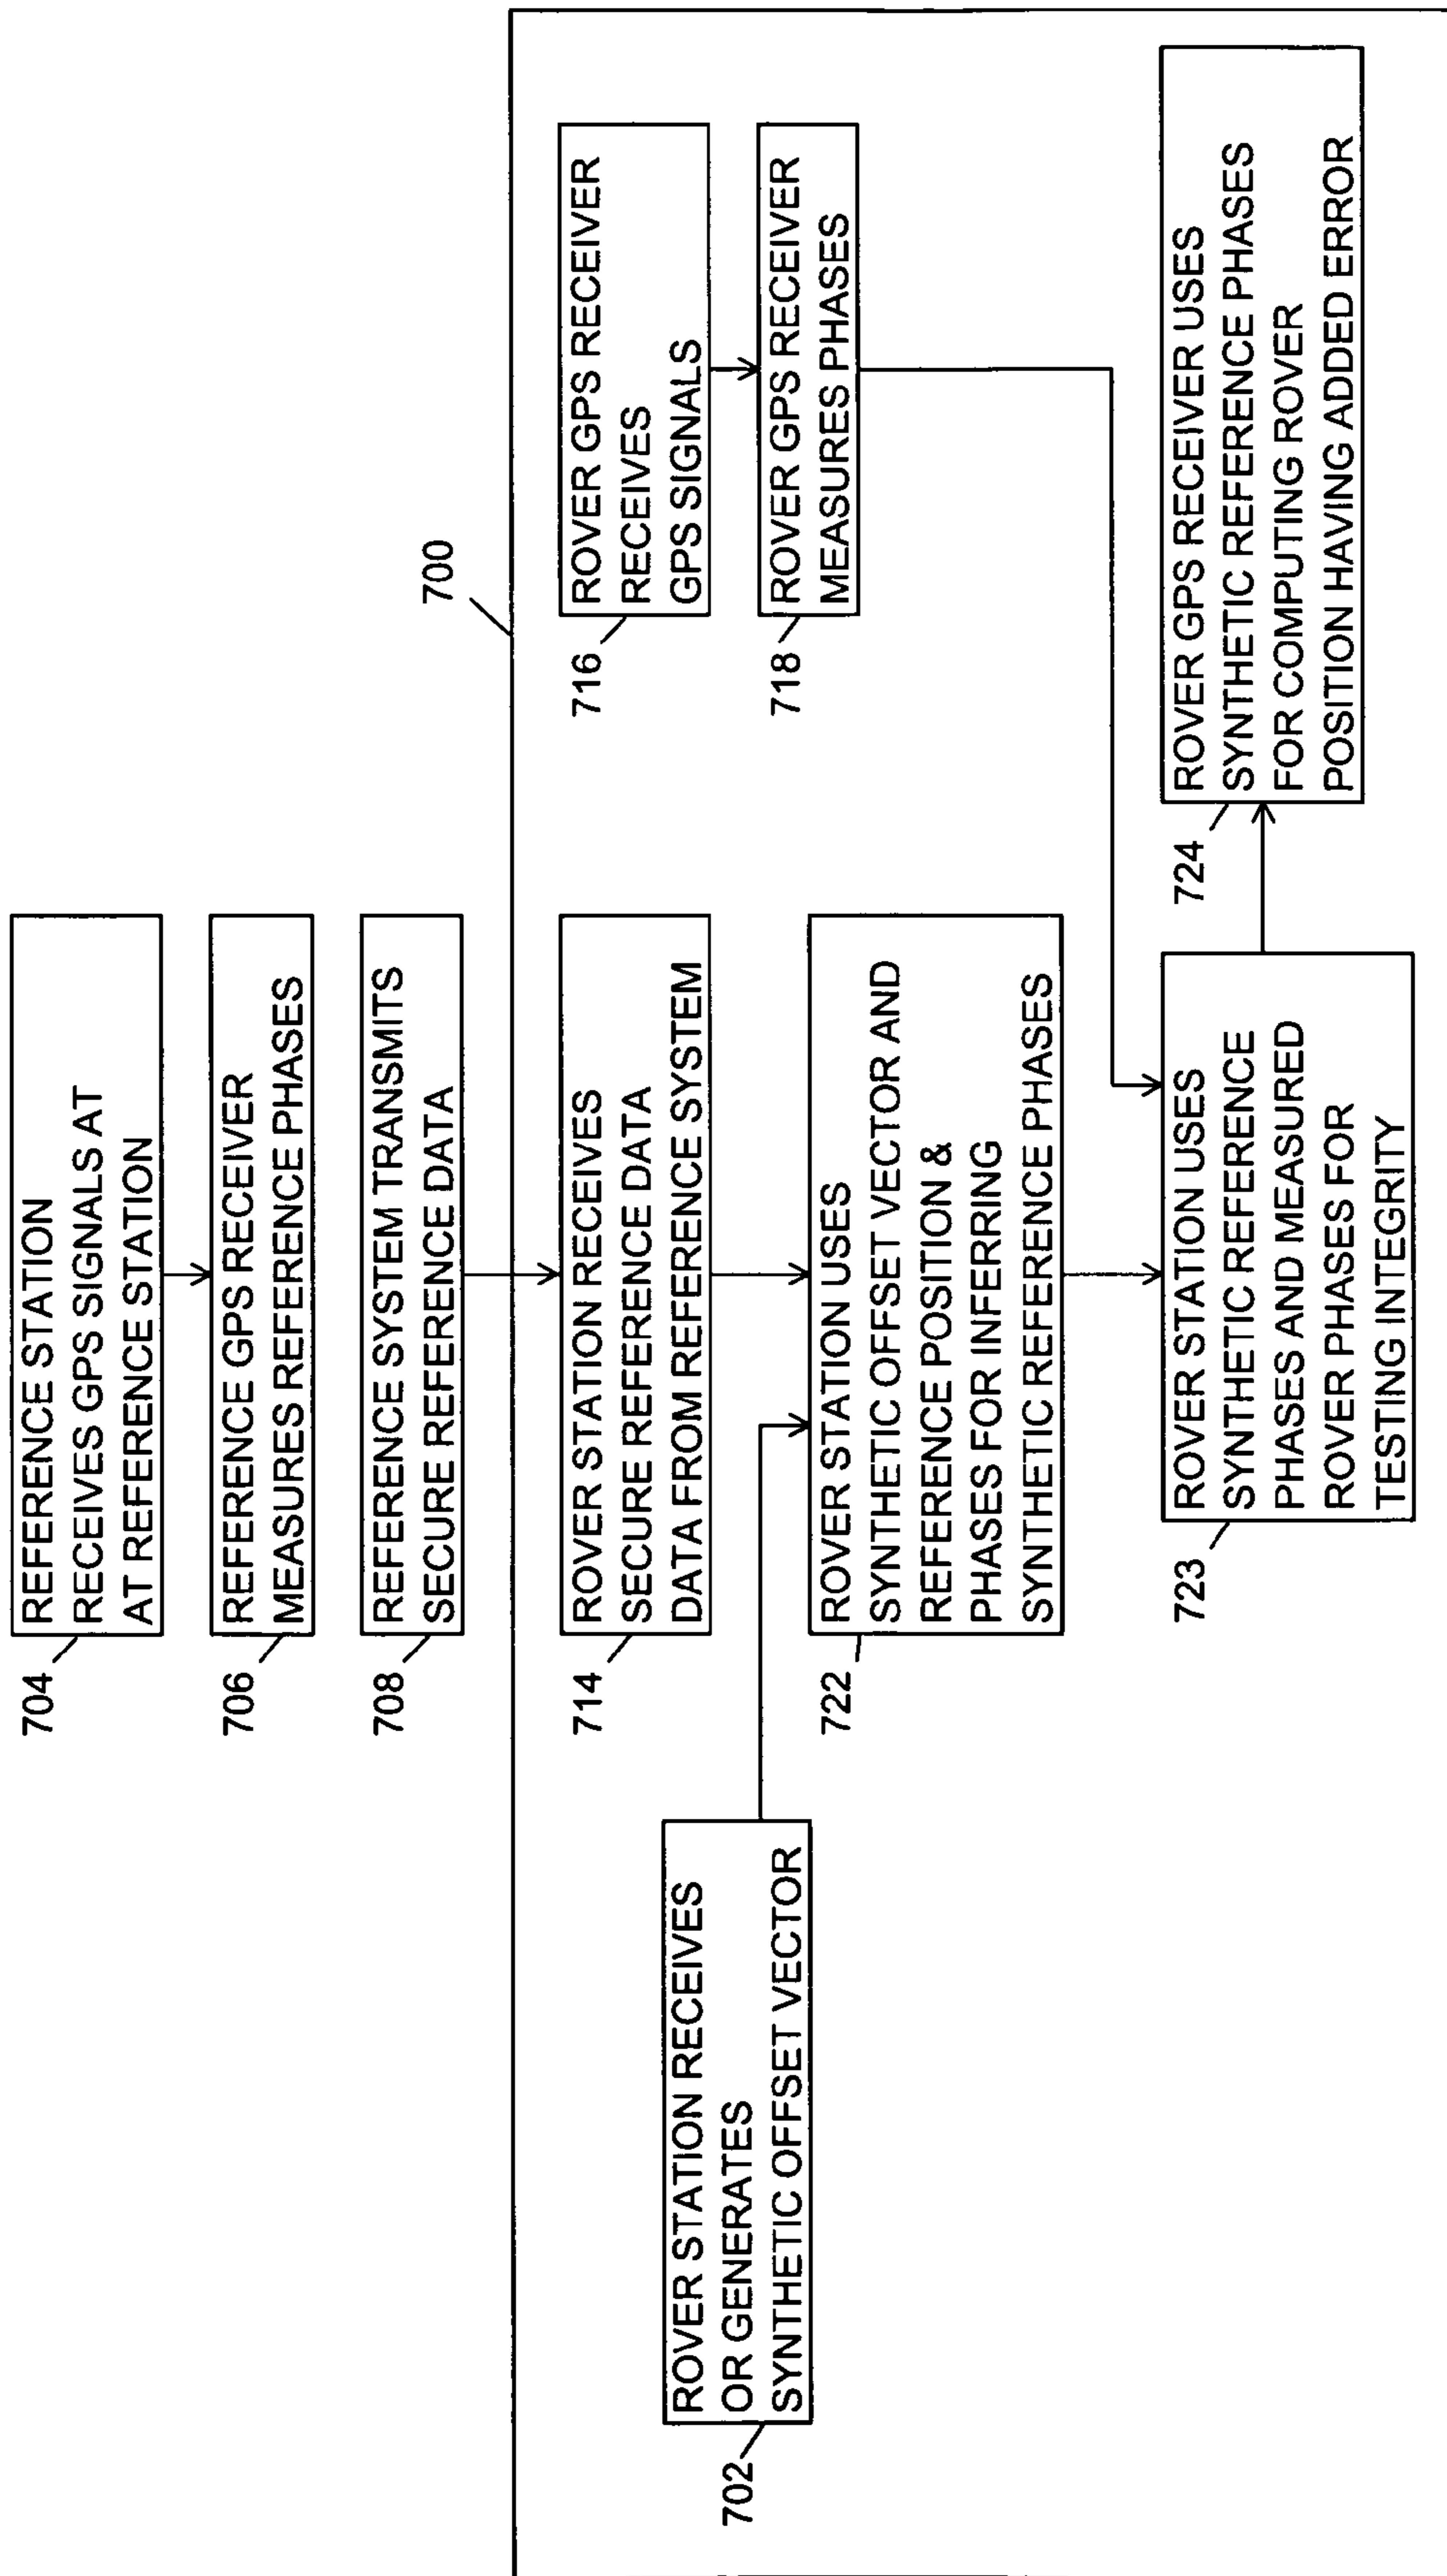 704
REFERENCE STATION
RECEIVES GPS SIGNALS AT
AT REFERENCE STATION
706
REFERENCE GPS RECEIVER
MEASURES REFERENCE PHASES
708
REFERENCE SYSTEM TRANSMITS
SECURE REFERENCE DATA
700
714
ROVER STATION RECEIVES
SECURE REFERENCE DATA
DATA FROM REFERENCE SYSTEM
716
ROVER GPS RECEIVER
RECEIVES
GPS SIGNALS
702
ROVER STATION RECEIVES
OR GENERATES
SYNTHETIC OFFSET VECTOR
718
ROVER GPS RECEIVER
MEASURES PHASES
722
ROVER STATION USES
SYNTHETIC OFFSET VECTOR AND
REFERENCE POSITION &
PHASES FOR INFERRING
SYNTHETIC REFERENCE PHASES
723
ROVER STATION USES
SYNTHETIC REFERENCE
PHASES AND MEASURED
ROVER PHASES FOR
TESTING INTEGRITY
724
ROVER GPS RECEIVER USES
SYNTHETIC REFERENCE PHASES
FOR COMPUTING ROVER
POSITION HAVING ADDED ERROR